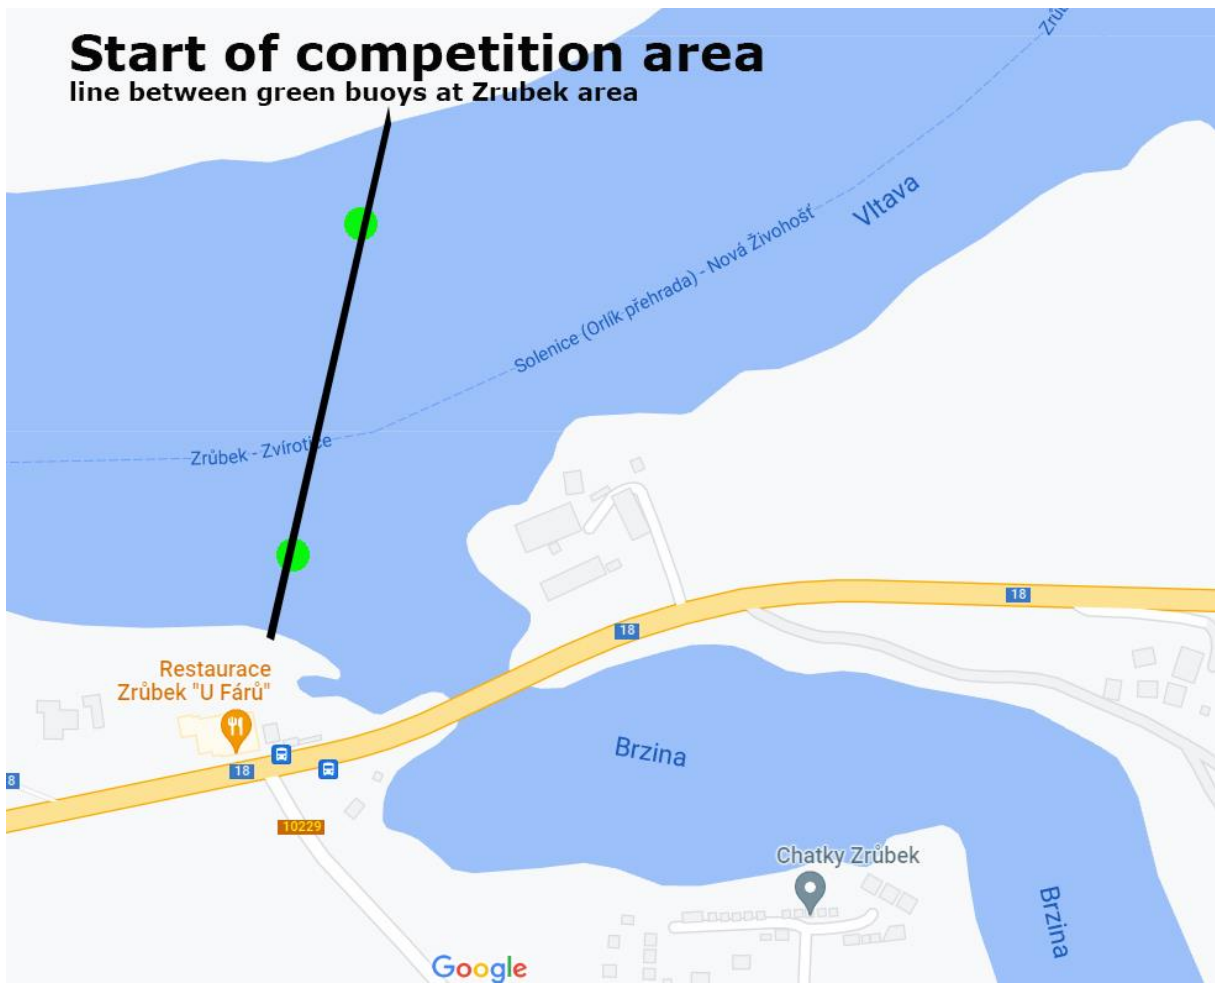 Start of competition area
line between green buoys at Zrubek area
Vltava
Solenice (Orlík přehrada) - Nová Živohošť
Zrůbek - Zvírotice
18
18
Restaurace
Zrůbek "U Fárů"
18
8
10229
Brzina
Chatky Zrůbek
Brzina
Google